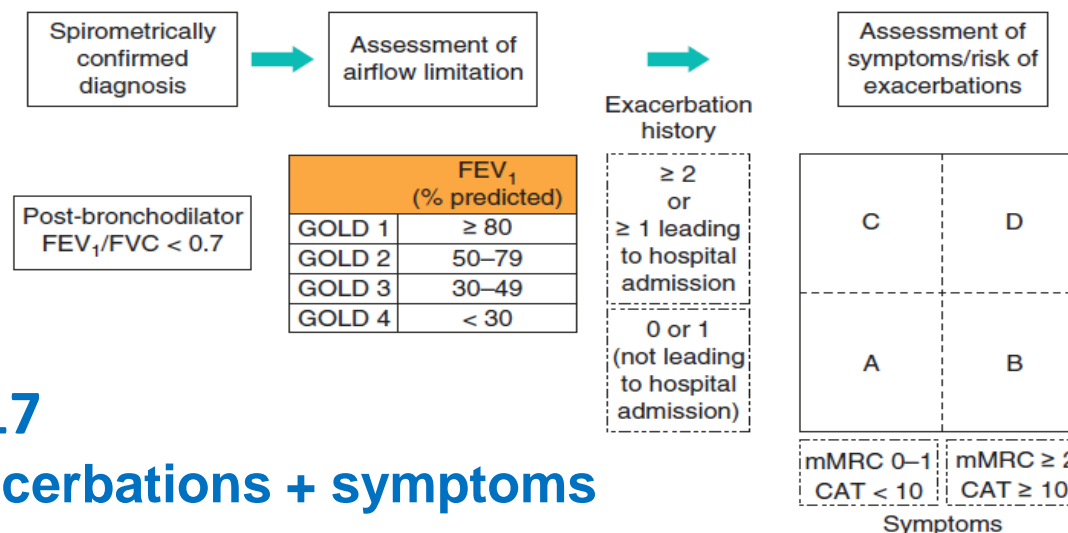 Spirometrically
confirmed
diagnosis
Assessment of
airflow limitation
Assessment of
symptoms/risk of
exacerbations
Exacerbation
history
Post-bronchodilator
FEV₁/FVC < 0.7
FEV₁
(% predicted)
GOLD 1 ≥ 80
GOLD 2 50–79
GOLD 3 30–49
GOLD 4 < 30
≥ 2
or
≥ 1 leading
to hospital
admission
0 or 1
(not leading
to hospital
admission)
C D
A B
mMRC 0–1
CAT < 10
mMRC ≥ 2
CAT ≥ 10
Symptoms
.7
cerbations + symptoms